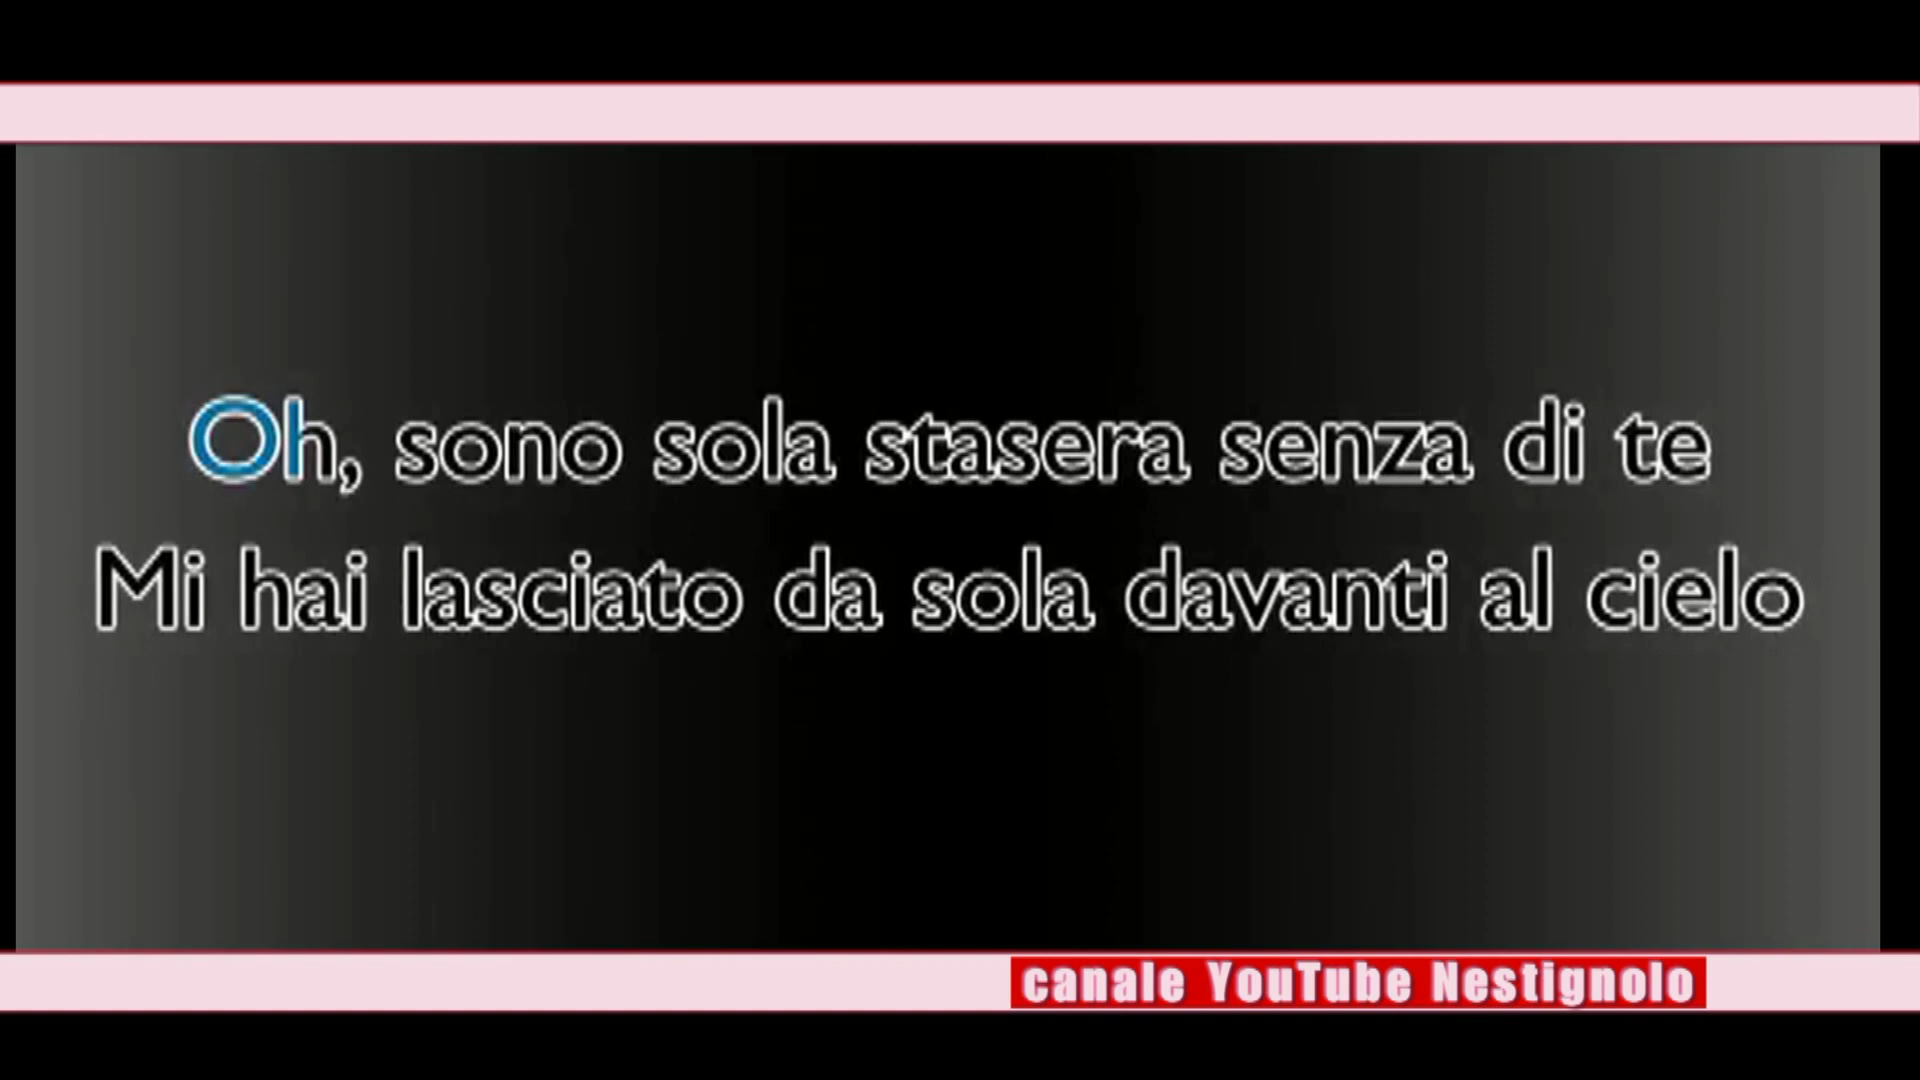 Oh, sono sola stasera senza di te
Mi hai lasciato da sola davanti al cielo
canale YouTube Nestignolo